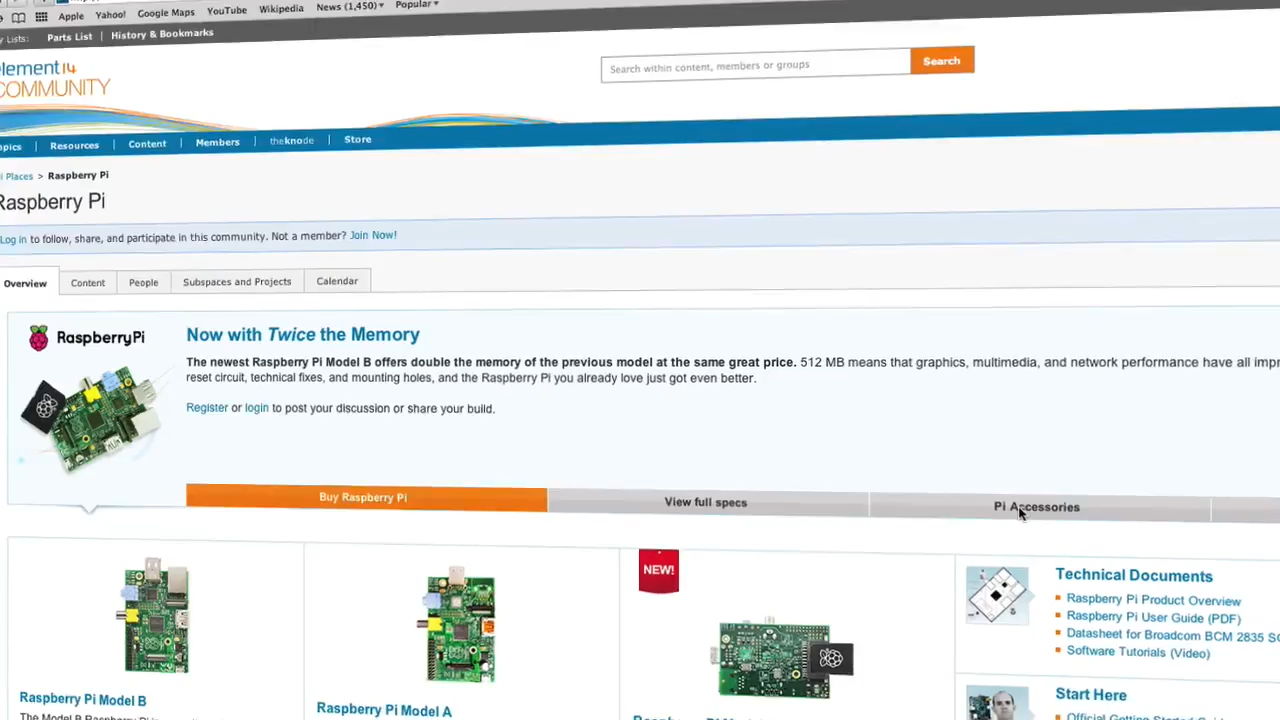 Apple Yahoo! Google Maps YouTube Wikipedia News (1,450) Popular
Lists: Parts List History & Bookmarks
element14
COMMUNITY
Search within content, members or groups Search
Topics Resources Content Members theknode Store
Places > Raspberry Pi
Raspberry Pi
Log in to follow, share, and participate in this community. Not a member? Join Now!
Overview Content People Subspaces and Projects Calendar
RaspberryPi
Now with Twice the Memory
The newest Raspberry Pi Model B offers double the memory of the previous model at the same great price. 512 MB means that graphics, multimedia, and network performance have all
reset circuit, technical fixes, and mounting holes, and the Raspberry Pi you already love just got even better.
Register or login to post your discussion or share your build.
Buy Raspberry Pi View full specs Pi Accessories
NEW!
Raspberry Pi Model B
Raspberry Pi Model A
Technical Documents
Raspberry Pi Product Overview
Raspberry Pi User Guide (PDF)
Datasheet for Broadcom BCM 2835
Software Tutorials (Video)
Start Here